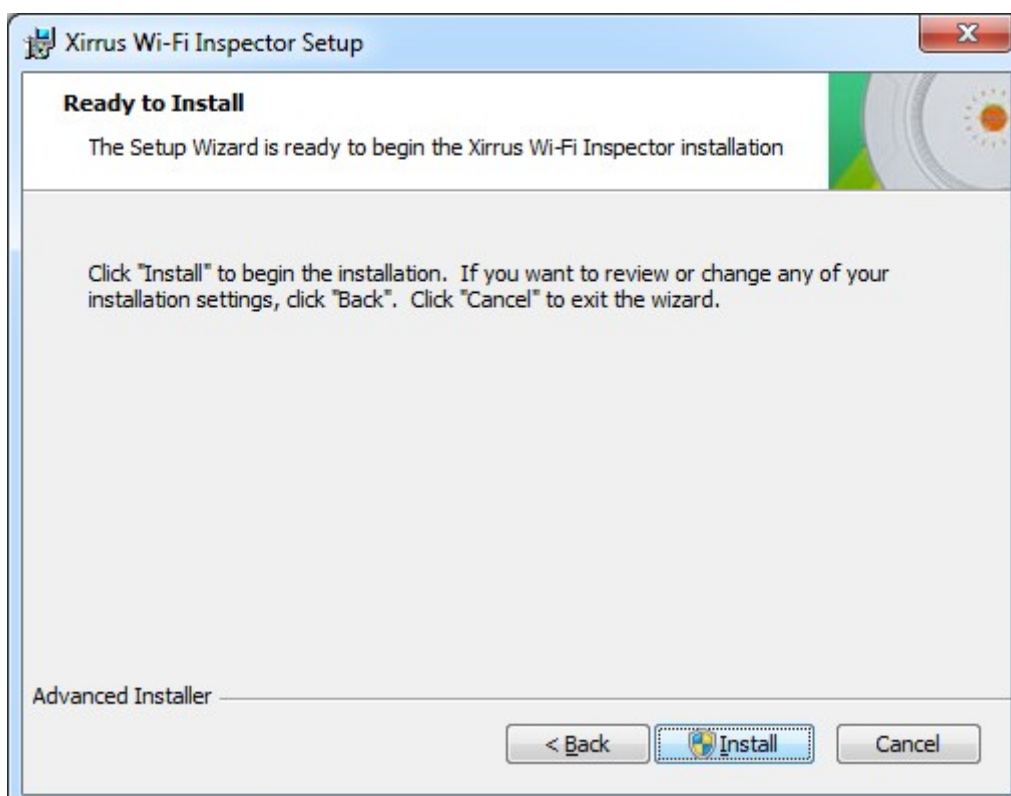 Xirrus Wi-Fi Inspector Setup
Ready to Install
The Setup Wizard is ready to begin the Xirrus Wi-Fi Inspector installation
Click "Install" to begin the installation.  If you want to review or change any of your
installation settings, click "Back".  Click "Cancel" to exit the wizard.
Advanced Installer
< Back
Install
Cancel